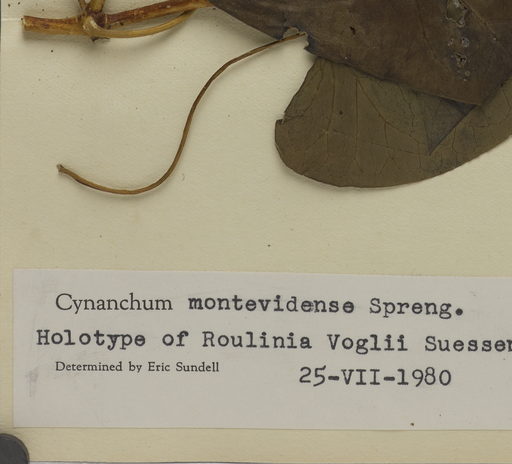 Cynanchum montevidense Spreng.
Holotype of Roulinia Voglii Suessen
Determined by Eric Sundell
25-VII-1980